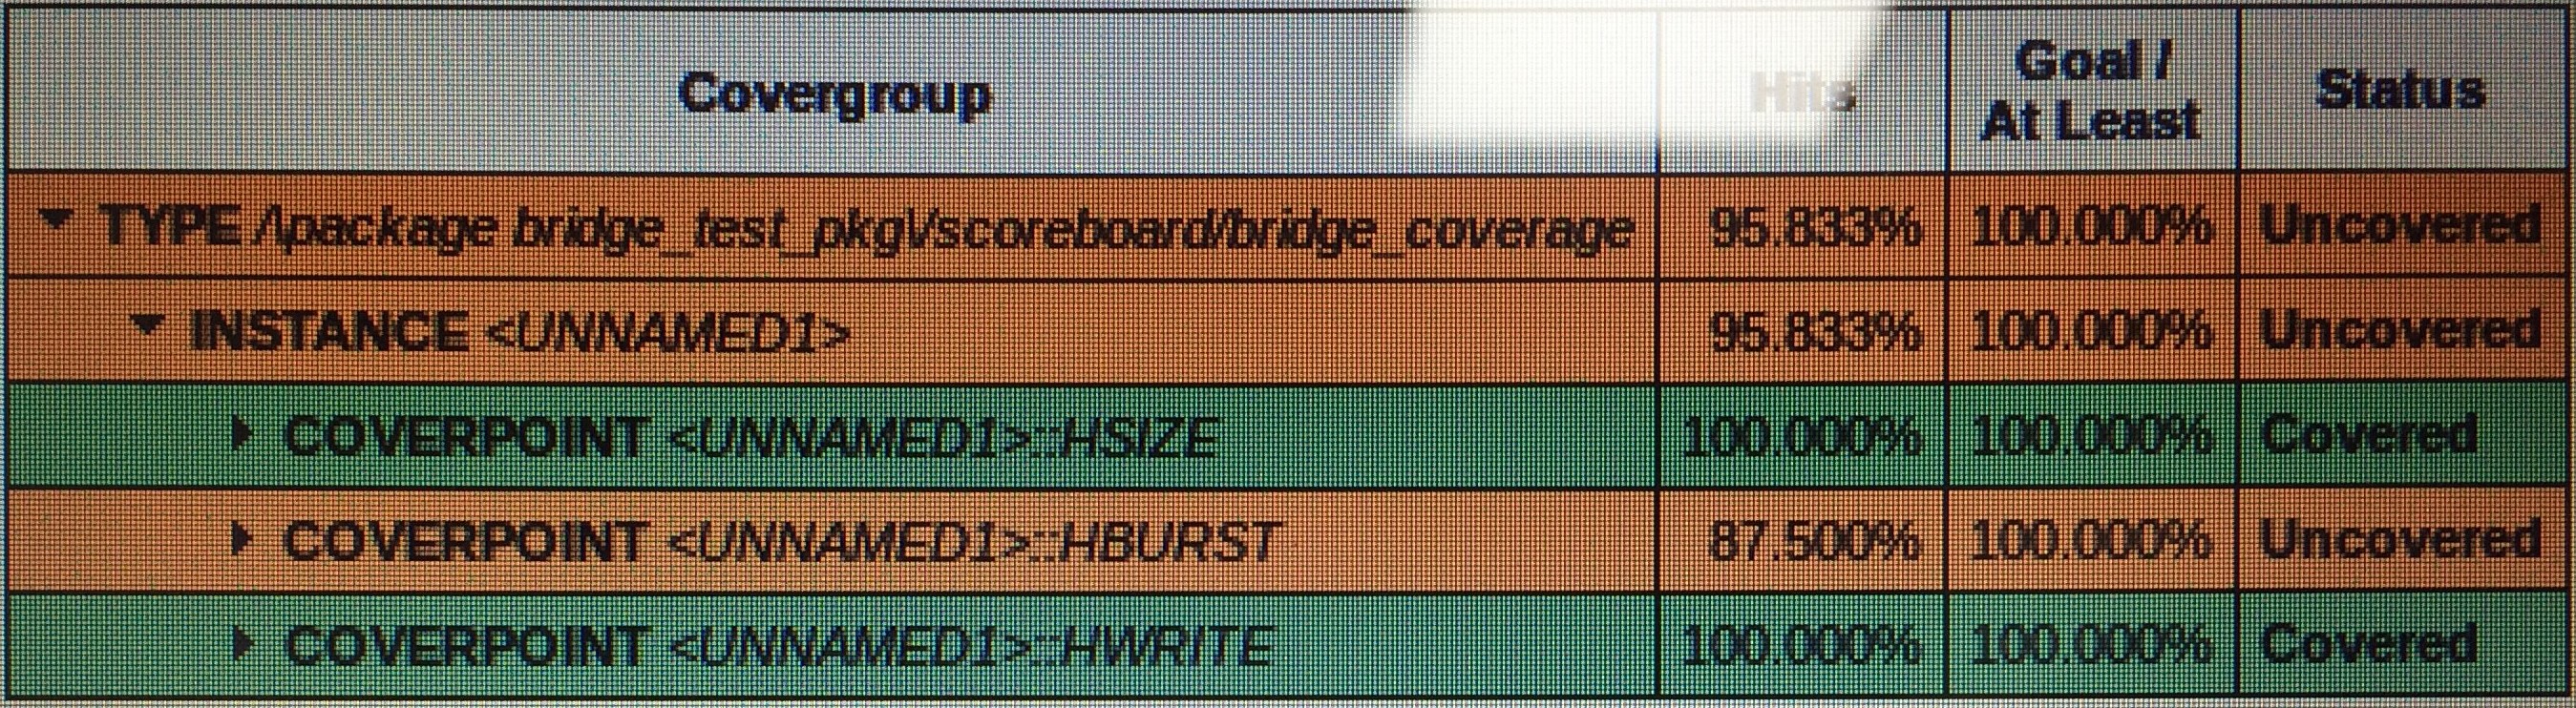 Covergroup Hits Goal / At Least Status
TYPE /\package bridge_test_pkg\/scoreboard/bridge_coverage 95.833% 100.000% Uncovered
INSTANCE <UNNAMED1> 95.833% 100.000% Uncovered
COVERPOINT <UNNAMED1>::HSIZE 100.000% 100.000% Covered
COVERPOINT <UNNAMED1>::HBURST 87.500% 100.000% Uncovered
COVERPOINT <UNNAMED1>::HWRITE 100.000% 100.000% Covered